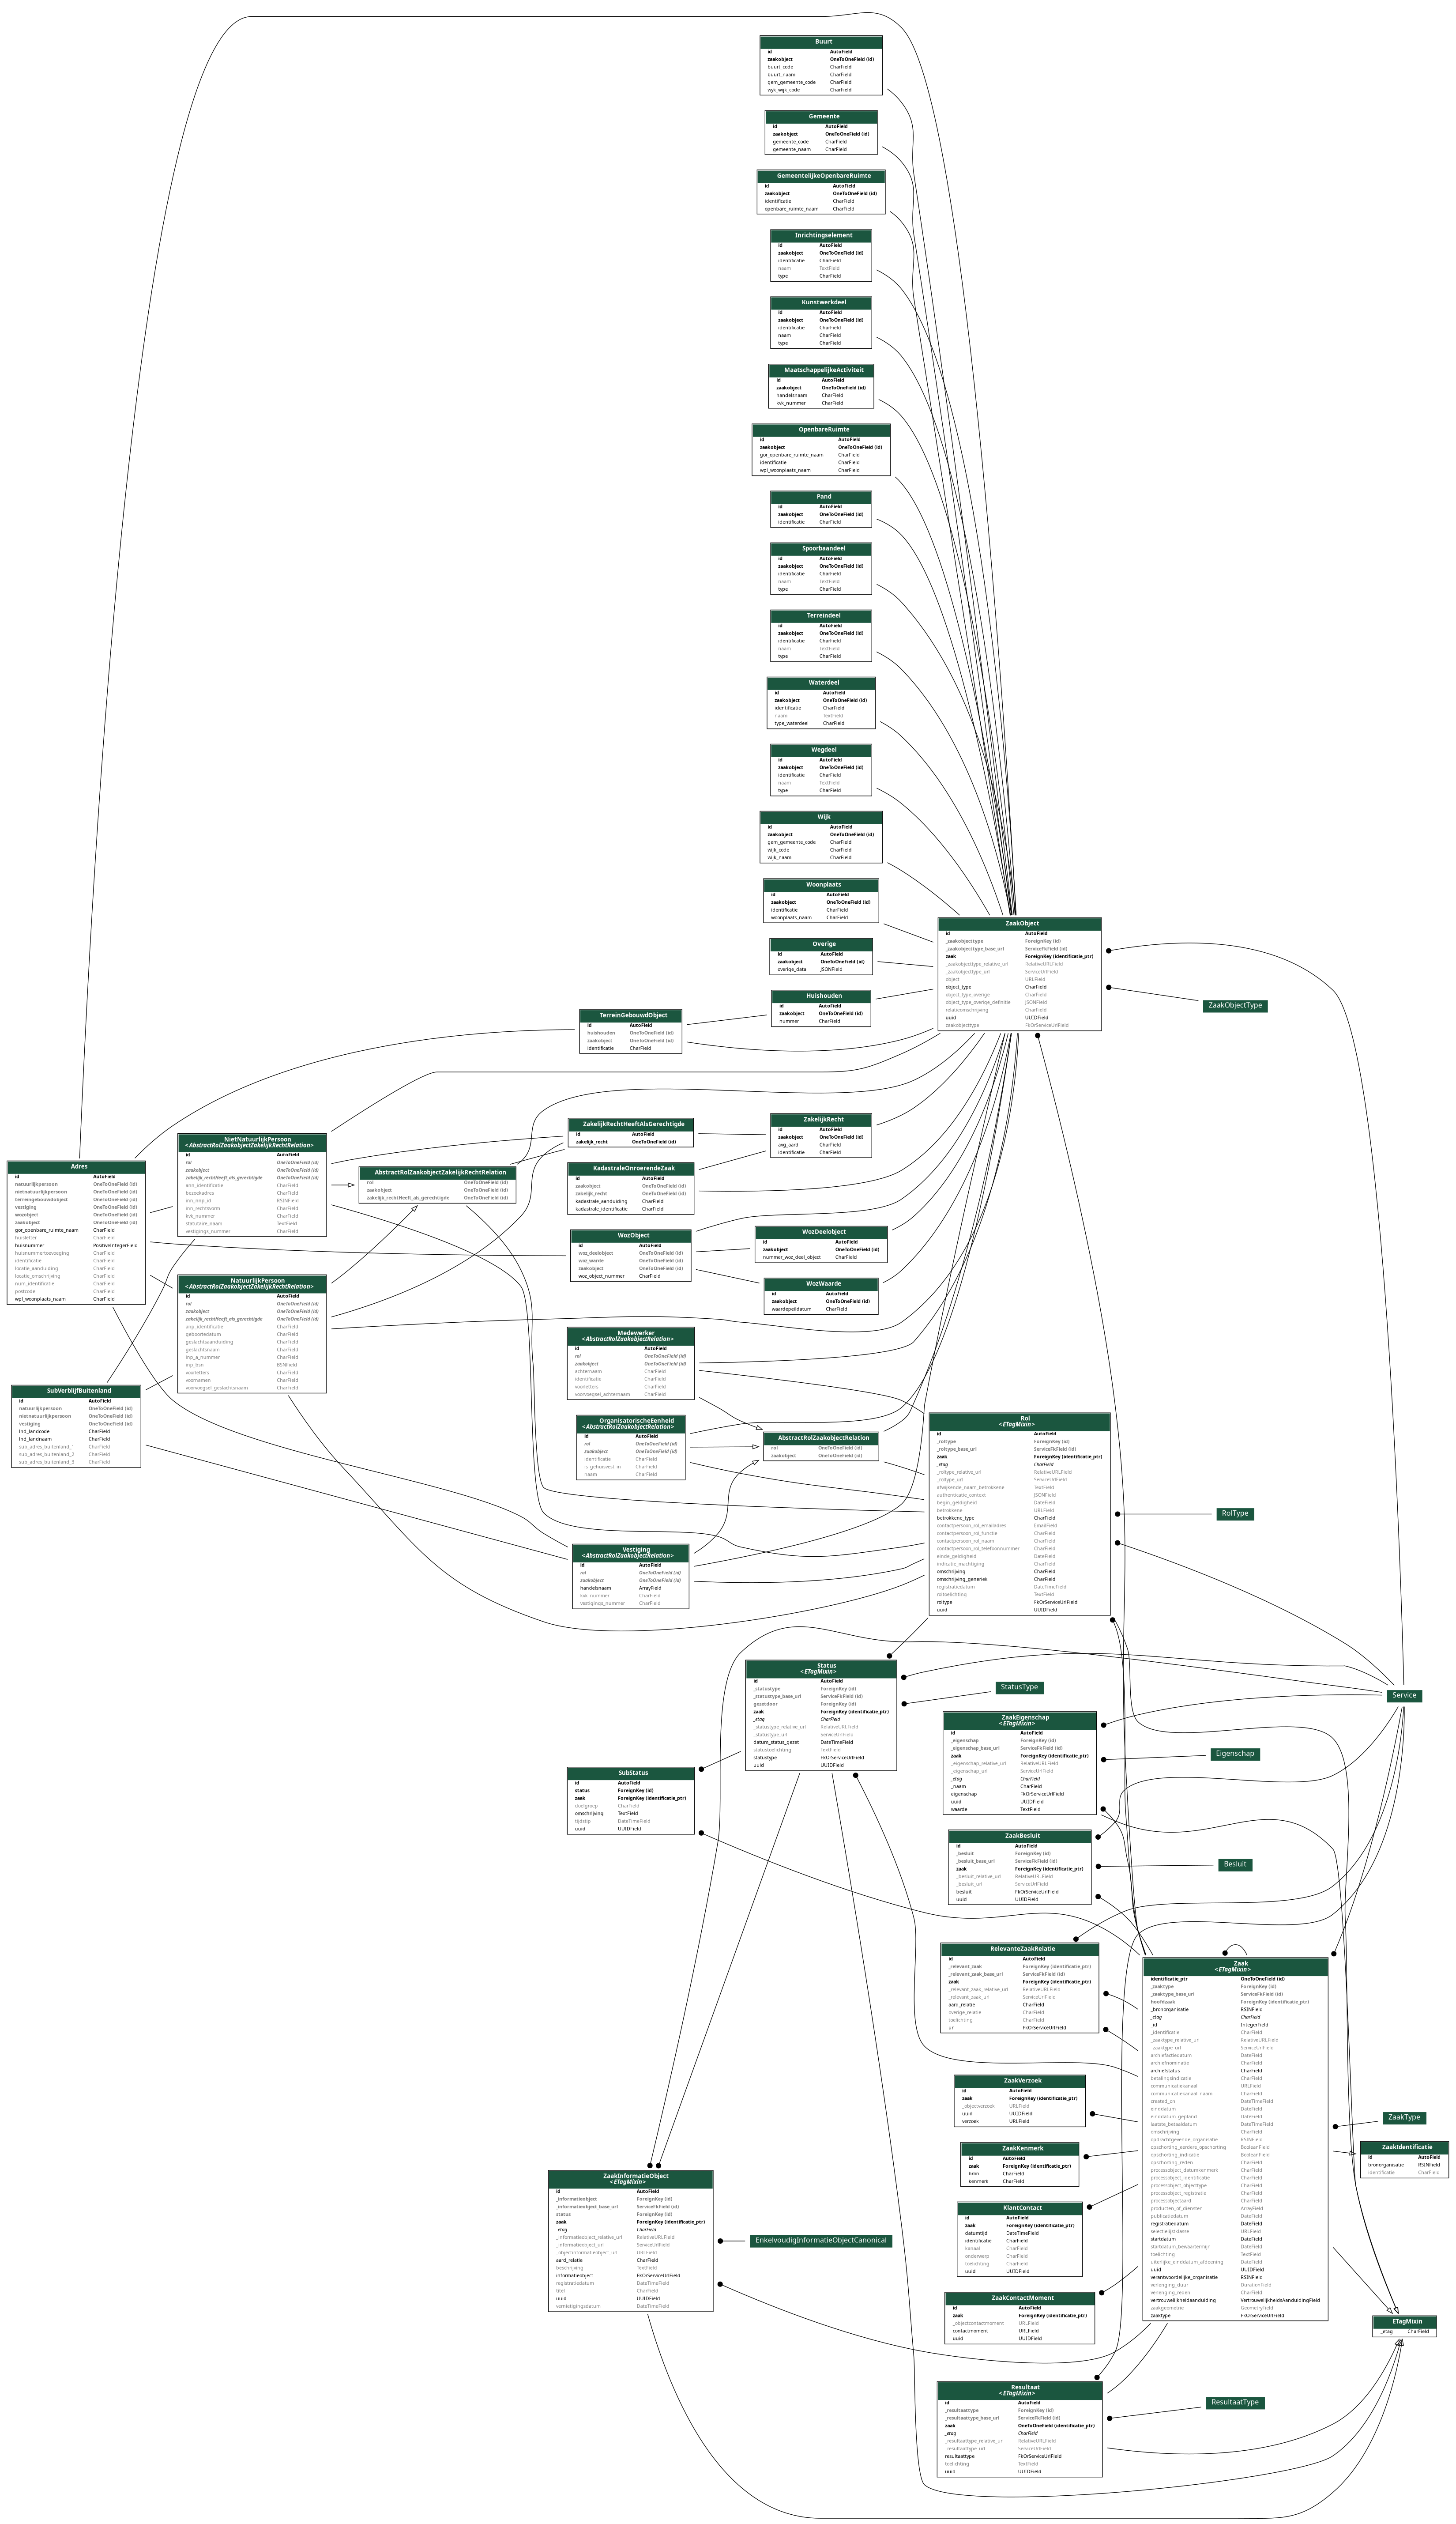 Buurt
id AutoField
zaakobject OneToOneField (id)
buurt_code CharField
buurt_naam CharField
gem_gemeente_code CharField
wyk_wijk_code CharField
Gemeente
id AutoField
zaakobject OneToOneField (id)
gemeente_code CharField
gemeente_naam CharField
GemeentelijkeOpenbareRuimte
id AutoField
zaakobject OneToOneField (id)
identificatie CharField
openbare_ruimte_naam CharField
Inrichtingselement
id AutoField
zaakobject OneToOneField (id)
identificatie CharField
naam TextField
type CharField
Kunstwerkdeel
id AutoField
zaakobject OneToOneField (id)
identificatie CharField
naam CharField
type CharField
MaatschappelijkeActiviteit
id AutoField
zaakobject OneToOneField (id)
handelsnaam CharField
kvk_nummer CharField
OpenbareRuimte
id AutoField
zaakobject OneToOneField (id)
gor_openbare_ruimte_naam CharField
identificatie CharField
wpl_woonplaats_naam CharField
Pand
id AutoField
zaakobject OneToOneField (id)
identificatie CharField
Spoorbaandeel
id AutoField
zaakobject OneToOneField (id)
identificatie CharField
naam TextField
type CharField
Terreindeel
id AutoField
zaakobject OneToOneField (id)
identificatie CharField
naam TextField
type CharField
Waterdeel
id AutoField
zaakobject OneToOneField (id)
identificatie CharField
naam TextField
type_waterdeel CharField
Wegdeel
id AutoField
zaakobject OneToOneField (id)
identificatie CharField
naam TextField
type CharField
Wijk
id AutoField
zaakobject OneToOneField (id)
gem_gemeente_code CharField
wijk_code CharField
wijk_naam CharField
Woonplaats
id AutoField
zaakobject OneToOneField (id)
identificatie CharField
woonplaats_naam CharField
Overige
id AutoField
zaakobject OneToOneField (id)
overige_data JSONField
Huishouden
id AutoField
zaakobject OneToOneField (id)
nummer CharField
ZaakObject
id AutoField
_zaakobjecttype ForeignKey (id)
_zaakobjecttype_base_url ServiceFkField (id)
zaak ForeignKey (identificatie_ptr)
_zaakobjecttype_relative_url RelativeURLField
_zaakobjecttype_url ServiceUrlField
object URLField
object_type CharField
object_type_overige CharField
object_type_overige_definitie JSONField
relatieomschrijving CharField
uuid UUIDField
zaakobjecttype FkOrServiceUrlField
ZaakObjectType
TerreinGebouwdObject
id AutoField
huishouden OneToOneField (id)
zaakobject OneToOneField (id)
identificatie CharField
ZakelijkRecht
id AutoField
zaakobject OneToOneField (id)
avg_aard CharField
identificatie CharField
ZakelijkRechtHeeftAlsGerechtigde
id AutoField
zakelijk_recht OneToOneField (id)
NietNatuurlijkPersoon
<AbstractRolZaakobjectZakelijkRechtRelation>
id AutoField
rol OneToOneField (id)
zaakobject OneToOneField (id)
zakelijk_rechtHeeft_als_gerechtigde OneToOneField (id)
ann_identificatie CharField
bezoekadres CharField
inn_nnp_id RSINField
inn_rechtsvorm CharField
kvk_nummer CharField
statutaire_naam TextField
vestigings_nummer CharField
AbstractRolZaakobjectZakelijkRechtRelation
rol OneToOneField (id)
zaakobject OneToOneField (id)
zakelijk_rechtHeeft_als_gerechtigde OneToOneField (id)
KadastraleOnroerendeZaak
id AutoField
zaakobject OneToOneField (id)
zakelijk_recht OneToOneField (id)
kadastrale_aanduiding CharField
kadastrale_identificatie CharField
Adres
id AutoField
natuurlijkpersoon OneToOneField (id)
nietnatuurlijkpersoon OneToOneField (id)
terreingebouwdobject OneToOneField (id)
vestiging OneToOneField (id)
wozobject OneToOneField (id)
zaakobject OneToOneField (id)
gor_openbare_ruimte_naam CharField
huisletter CharField
huisnummer PositiveIntegerField
huisnummertoevoeging CharField
identificatie CharField
locatie_aanduiding CharField
locatie_omschrijving CharField
num_identificatie CharField
postcode CharField
wpl_woonplaats_naam CharField
WozObject
id AutoField
woz_deelobject OneToOneField (id)
woz_warde OneToOneField (id)
zaakobject OneToOneField (id)
woz_object_nummer CharField
WozDeelobject
id AutoField
zaakobject OneToOneField (id)
nummer_woz_deel_object CharField
WozWaarde
id AutoField
zaakobject OneToOneField (id)
waardepeildatum CharField
NatuurlijkPersoon
<AbstractRolZaakobjectZakelijkRechtRelation>
id AutoField
rol OneToOneField (id)
zaakobject OneToOneField (id)
zakelijk_rechtHeeft_als_gerechtigde OneToOneField (id)
anp_identificatie CharField
geboortedatum CharField
geslachtsaanduiding CharField
geslachtsnaam CharField
inp_a_nummer CharField
inp_bsn BSNField
voorletters CharField
voornamen CharField
voorvoegsel_geslachtsnaam CharField
Medewerker
<AbstractRolZaakobjectRelation>
id AutoField
rol OneToOneField (id)
zaakobject OneToOneField (id)
achternaam CharField
identificatie CharField
voorletters CharField
voorvoegsel_achternaam CharField
SubVerblijfBuitenland
id AutoField
natuurlijkpersoon OneToOneField (id)
nietnatuurlijkpersoon OneToOneField (id)
vestiging OneToOneField (id)
lnd_landcode CharField
lnd_landnaam CharField
sub_adres_buitenland_1 CharField
sub_adres_buitenland_2 CharField
sub_adres_buitenland_3 CharField
OrganisatorischeEenheid
<AbstractRolZaakobjectRelation>
id AutoField
rol OneToOneField (id)
zaakobject OneToOneField (id)
identificatie CharField
is_gehuisvest_in CharField
naam CharField
AbstractRolZaakobjectRelation
rol OneToOneField (id)
zaakobject OneToOneField (id)
Rol
<ETagMixin>
id AutoField
_roltype ForeignKey (id)
_roltype_base_url ServiceFkField (id)
zaak ForeignKey (identificatie_ptr)
_etag CharField
_roltype_relative_url RelativeURLField
_roltype_url ServiceUrlField
afwijkende_naam_betrokkene TextField
authenticatie_context JSONField
begin_geldigheid DateField
betrokkene URLField
betrokkene_type CharField
contactpersoon_rol_emailadres EmailField
contactpersoon_rol_functie CharField
contactpersoon_rol_naam CharField
contactpersoon_rol_telefoonnummer CharField
einde_geldigheid DateField
indicatie_machtiging CharField
omschrijving CharField
omschrijving_generiek CharField
registratiedatum DateTimeField
roltoelichting TextField
roltype FkOrServiceUrlField
uuid UUIDField
RolType
Vestiging
<AbstractRolZaakobjectRelation>
id AutoField
rol OneToOneField (id)
zaakobject OneToOneField (id)
handelsnaam ArrayField
kvk_nummer CharField
vestigings_nummer CharField
Status
<ETagMixin>
id AutoField
_statustype ForeignKey (id)
_statustype_base_url ServiceFkField (id)
gezetdoor ForeignKey (id)
zaak ForeignKey (identificatie_ptr)
_etag CharField
_statustype_relative_url RelativeURLField
_statustype_url ServiceUrlField
datum_status_gezet DateTimeField
statustoelichting TextField
statustype FkOrServiceUrlField
uuid UUIDField
StatusType
Service
ZaakEigenschap
<ETagMixin>
id AutoField
_eigenschap ForeignKey (id)
_eigenschap_base_url ServiceFkField (id)
zaak ForeignKey (identificatie_ptr)
_eigenschap_relative_url RelativeURLField
_eigenschap_url ServiceUrlField
_etag CharField
_naam CharField
eigenschap FkOrServiceUrlField
uuid UUIDField
waarde TextField
Eigenschap
SubStatus
id AutoField
status ForeignKey (id)
zaak ForeignKey (identificatie_ptr)
doelgroep CharField
omschrijving TextField
tijdstip DateTimeField
uuid UUIDField
ZaakBesluit
id AutoField
_besluit ForeignKey (id)
_besluit_base_url ServiceFkField (id)
zaak ForeignKey (identificatie_ptr)
_besluit_relative_url RelativeURLField
_besluit_url ServiceUrlField
besluit FkOrServiceUrlField
uuid UUIDField
Besluit
RelevanteZaakRelatie
id AutoField
_relevant_zaak ForeignKey (identificatie_ptr)
_relevant_zaak_base_url ServiceFkField (id)
zaak ForeignKey (identificatie_ptr)
_relevant_zaak_relative_url RelativeURLField
_relevant_zaak_url ServiceUrlField
aard_relatie CharField
overige_relatie CharField
toelichting CharField
url FkOrServiceUrlField
Zaak
<ETagMixin>
identificatie_ptr OneToOneField (id)
_zaaktype ForeignKey (id)
_zaaktype_base_url ServiceFkField (id)
hoofdzaak ForeignKey (identificatie_ptr)
_bronorganisatie RSINField
_etag CharField
_id IntegerField
_identificatie CharField
_zaaktype_relative_url RelativeURLField
_zaaktype_url ServiceUrlField
archiefactiedatum DateField
archiefnominatie CharField
archiefstatus CharField
betalingsindicatie CharField
communicatiekanaal URLField
communicatiekanaal_naam CharField
created_on DateTimeField
einddatum DateField
einddatum_gepland DateField
laatste_betaaldatum DateTimeField
omschrijving CharField
opdrachtgevende_organisatie RSINField
opschorting_eerdere_opschorting BooleanField
opschorting_indicatie BooleanField
opschorting_reden CharField
processobject_datumkenmerk CharField
processobject_identificatie CharField
processobject_objecttype CharField
processobject_registratie CharField
processobjectaard CharField
producten_of_diensten ArrayField
publicatiedatum DateField
registratiedatum DateField
selectielijstklasse URLField
startdatum DateField
startdatum_bewaartermijn DateField
toelichting TextField
uiterlijke_einddatum_afdoening DateField
uuid UUIDField
verantwoordelijke_organisatie RSINField
verlenging_duur DurationField
verlenging_reden CharField
vertrouwelijkheidaanduiding VertrouwelijkheidsAanduidingField
zaakgeometrie GeometryField
zaaktype FkOrServiceUrlField
ZaakVerzoek
id AutoField
zaak ForeignKey (identificatie_ptr)
_objectverzoek URLField
uuid UUIDField
verzoek URLField
ZaakType
ZaakIdentificatie
id AutoField
bronorganisatie RSINField
identificatie CharField
ZaakKenmerk
id AutoField
zaak ForeignKey (identificatie_ptr)
bron CharField
kenmerk CharField
ZaakInformatieObject
<ETagMixin>
id AutoField
_informatieobject ForeignKey (id)
_informatieobject_base_url ServiceFkField (id)
status ForeignKey (id)
zaak ForeignKey (identificatie_ptr)
_etag CharField
_informatieobject_relative_url RelativeURLField
_informatieobject_url ServiceUrlField
_objectinformatieobject_url URLField
aard_relatie CharField
beschrijving TextField
informatieobject FkOrServiceUrlField
registratiedatum DateTimeField
titel CharField
uuid UUIDField
vernietigingsdatum DateTimeField
EnkelvoudigInformatieObjectCanonical
KlantContact
id AutoField
zaak ForeignKey (identificatie_ptr)
datumtijd DateTimeField
identificatie CharField
kanaal CharField
onderwerp CharField
toelichting CharField
uuid UUIDField
ZaakContactMoment
id AutoField
zaak ForeignKey (identificatie_ptr)
_objectcontactmoment URLField
contactmoment URLField
uuid UUIDField
ETagMixin
_etag CharField
Resultaat
<ETagMixin>
id AutoField
_resultaattype ForeignKey (id)
_resultaattype_base_url ServiceFkField (id)
zaak OneToOneField (identificatie_ptr)
_etag CharField
_resultaattype_relative_url RelativeURLField
_resultaattype_url ServiceUrlField
resultaattype FkOrServiceUrlField
toelichting TextField
uuid UUIDField
ResultaatType